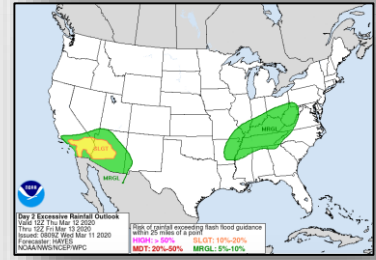 MRGL
SLGT
MRGL
NOAA
Day 2 Excessive Rainfall Outlook
Valid 12Z Thu Mar 12 2020
Thru 12Z Fri Mar 13 2020
Issued: 0809Z Wed Mar 11 2020
Forecaster: HAYES
NOAA/NWS/NCEP/WPC
Risk of rainfall exceeding flash flood guidance
within 25 miles of a point
HIGH: > 50% SLGT: 10%-20%
MDT: 20%-50% MRGL: 5%-10%